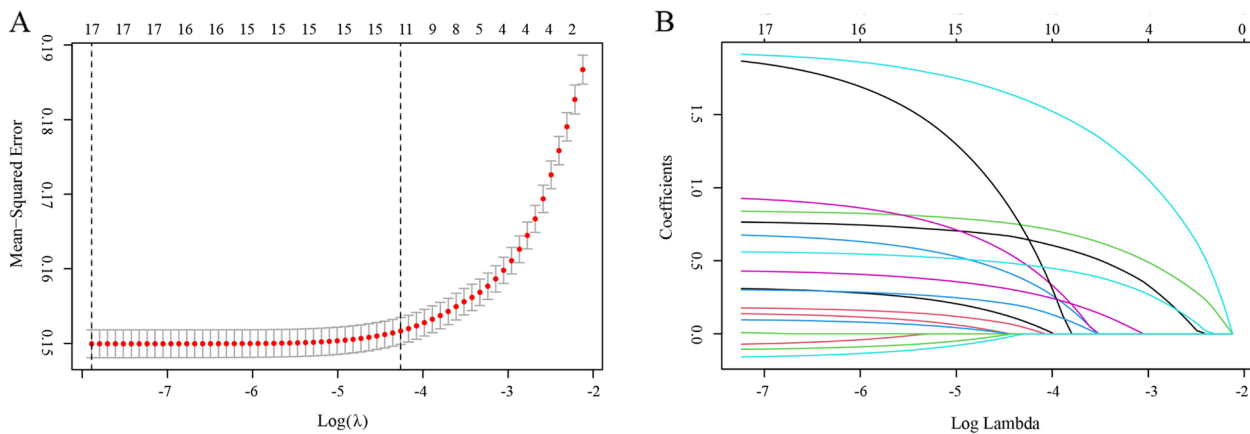 A
17 17 17 16 16 15 15 15 15 11 9 8 5 4 4 2
Mean−Squared Error
0.19
0.18
0.17
0.16
0.15
-7 -6 -5 -4 -3 -2
Log(λ)
B
17 16 15 10 4 0
Coefficients
1.5
1.0
0.5
0.0
-7 -6 -5 -4 -3 -2
Log Lambda